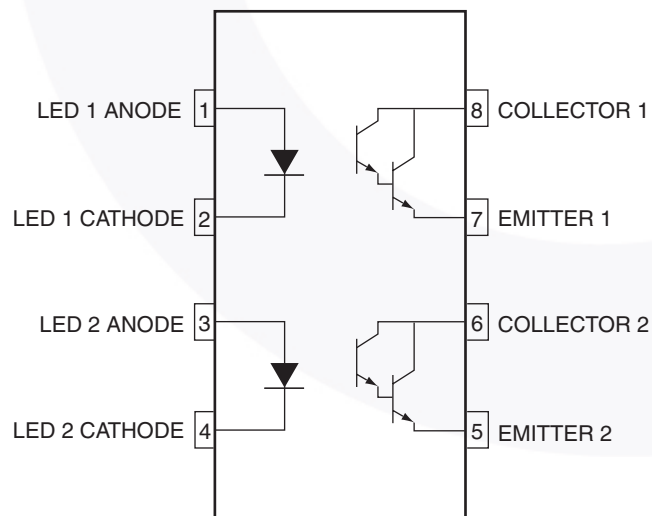 LED 1 ANODE 1
8 COLLECTOR 1
LED 1 CATHODE 2
7 EMITTER 1
LED 2 ANODE 3
6 COLLECTOR 2
LED 2 CATHODE 4
5 EMITTER 2